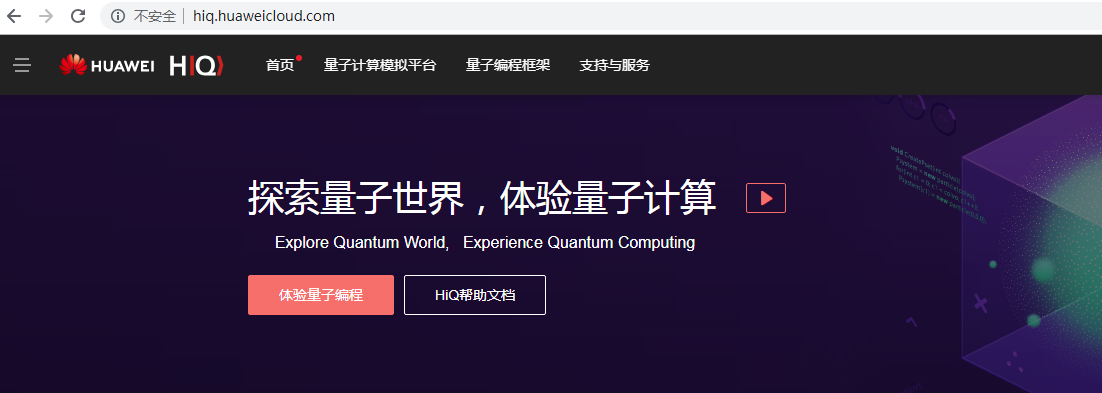 不安全 hiq.huaweicloud.com
HUAWEI HiQ 首页 量子计算模拟平台 量子编程框架 支持与服务
探索量子世界，体验量子计算
Explore Quantum World, Experience Quantum Computing
体验量子编程 HiQ帮助文档